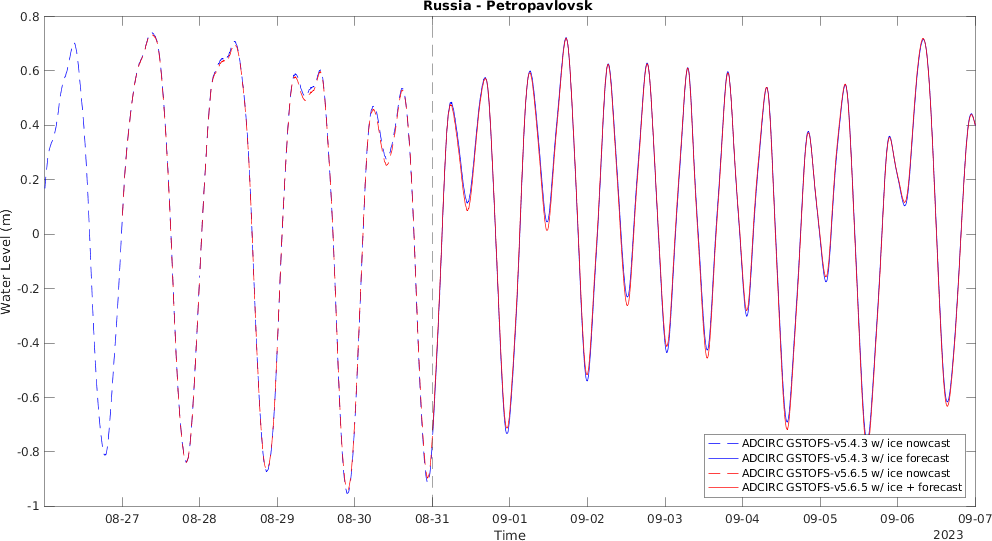 Russia - Petropavlovsk
0.8
0.6
0.4
0.2
0
-0.2
-0.4
-0.6
-0.8
-1
Water Level (m)
ADCIRC GSTOFS-v5.4.3 w/ ice nowcast
ADCIRC GSTOFS-v5.4.3 w/ ice forecast
ADCIRC GSTOFS-v5.6.5 w/ ice nowcast
ADCIRC GSTOFS-v5.6.5 w/ ice + forecast
08-27 08-28 08-29 08-30 08-31 09-01 09-02 09-03 09-04 09-05 09-06 09-07
Time
2023